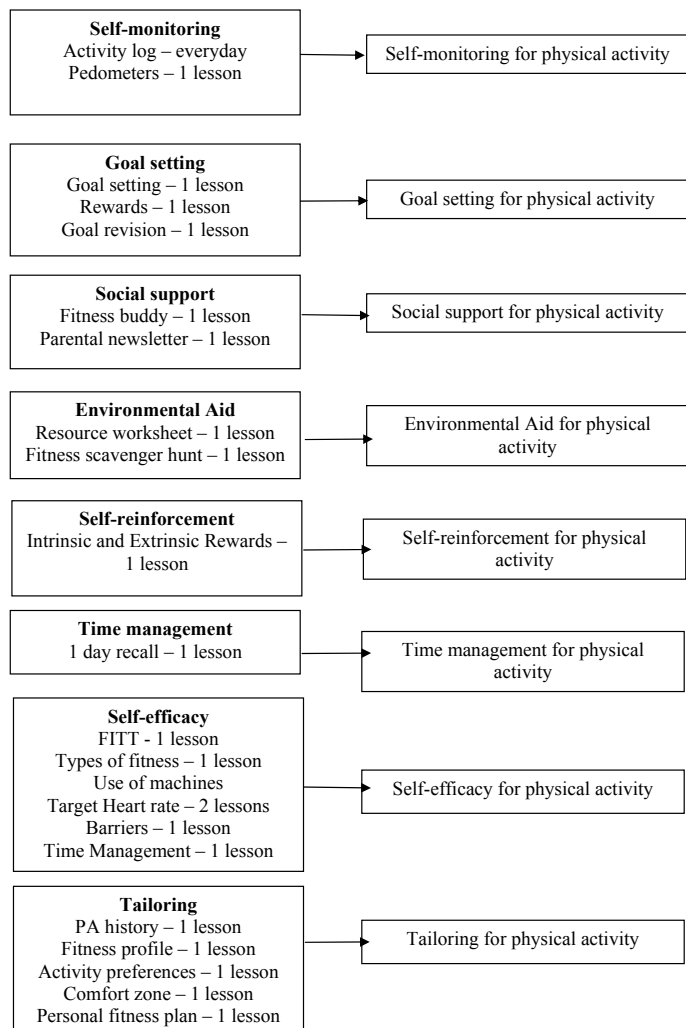 Self-monitoring
Activity log – everyday
Pedometers – 1 lesson
Self-monitoring for physical activity
Goal setting
Goal setting – 1 lesson
Rewards – 1 lesson
Goal revision – 1 lesson
Goal setting for physical activity
Social support
Fitness buddy – 1 lesson
Parental newsletter – 1 lesson
Social support for physical activity
Environmental Aid
Resource worksheet – 1 lesson
Fitness scavenger hunt – 1 lesson
Environmental Aid for physical
activity
Self-reinforcement
Intrinsic and Extrinsic Rewards –
1 lesson
Self-reinforcement for physical
activity
Time management
1 day recall – 1 lesson
Time management for physical
activity
Self-efficacy
FITT - 1 lesson
Types of fitness – 1 lesson
Use of machines
Target Heart rate – 2 lessons
Barriers – 1 lesson
Time Management – 1 lesson
Self-efficacy for physical activity
Tailoring
PA history – 1 lesson
Fitness profile – 1 lesson
Activity preferences – 1 lesson
Comfort zone – 1 lesson
Personal fitness plan – 1 lesson
Tailoring for physical activity